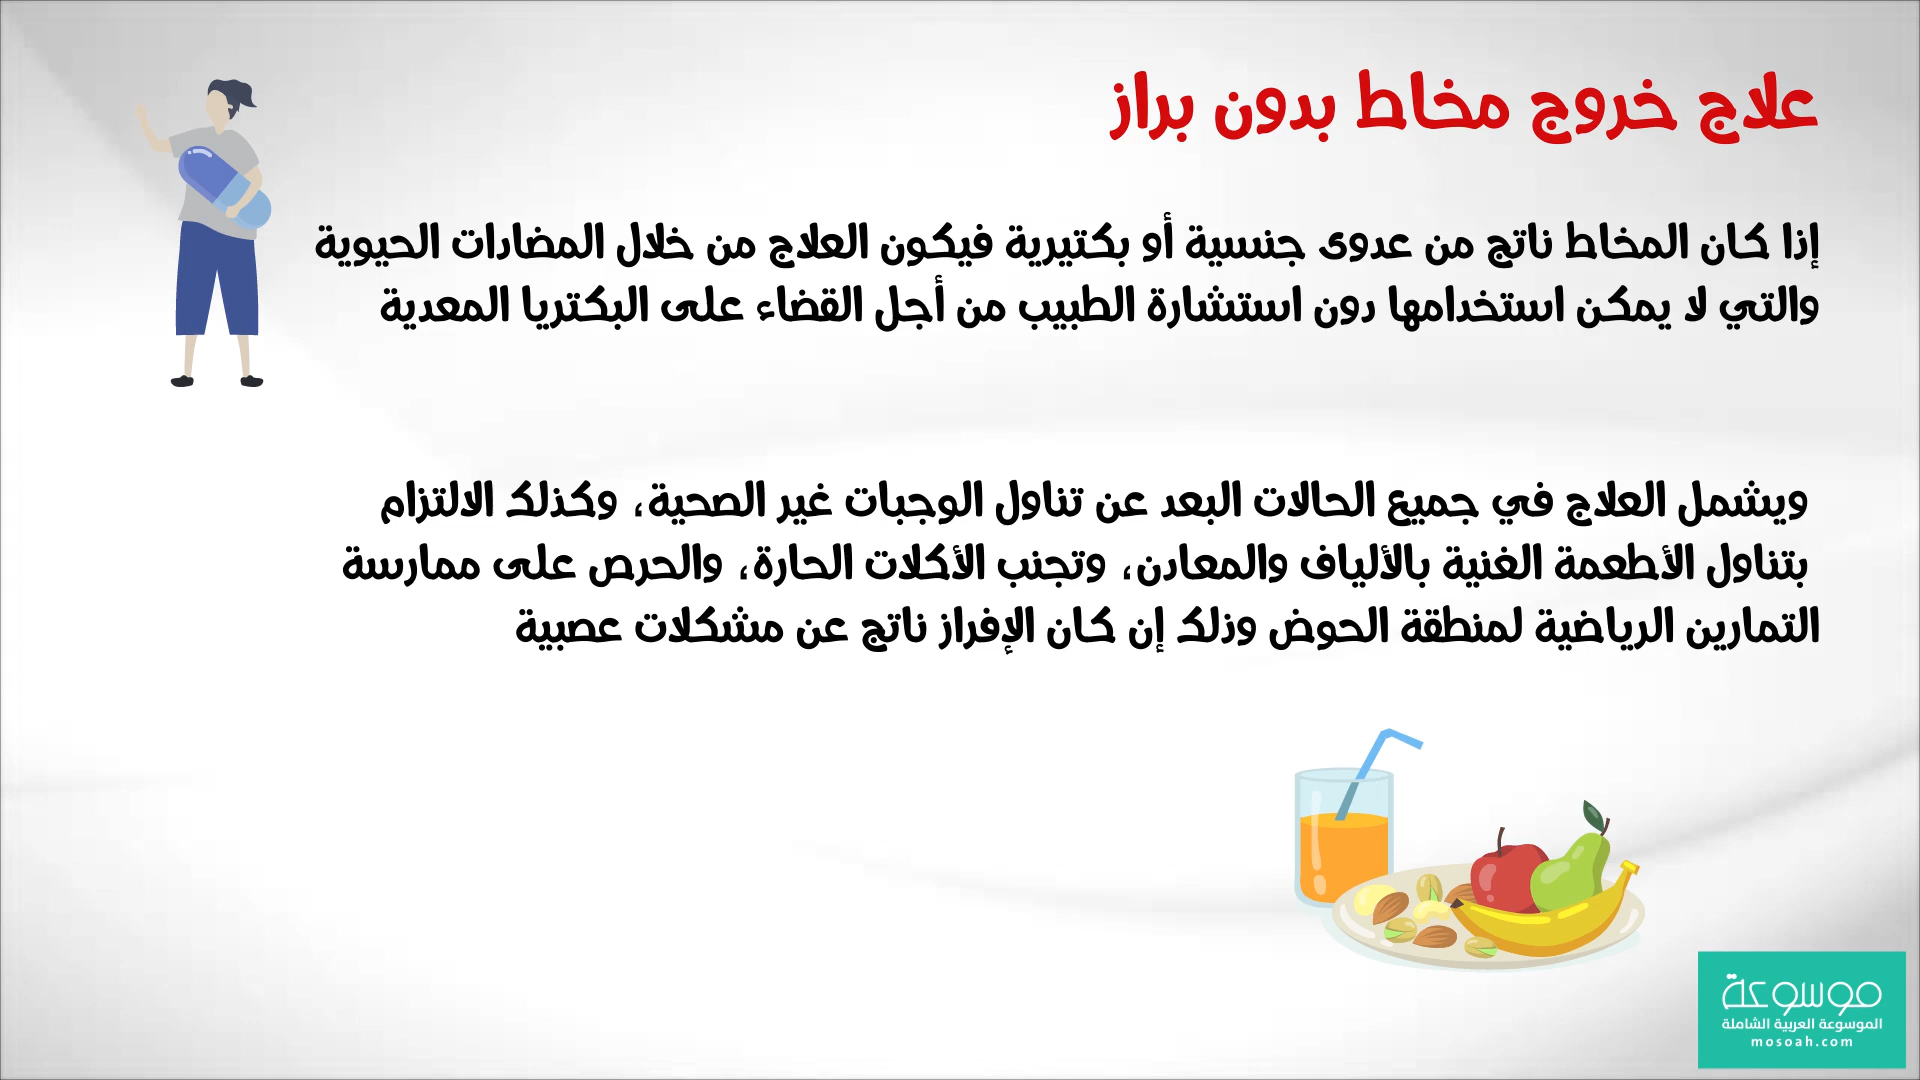 علاج خروج مخاط بدون براز
إذا كان المخاط ناتج من عدوى جنسية أو بكتيرية فيكون العلاج من خلال المضادات الحيوية
والتي لا يمكن استخدامها دون استشارة الطبيب من أجل القضاء على البكتريا المعدية
ويشمل العلاج في جميع الحالات البعد عن تناول الوجبات غير الصحية، وكذلك الالتزام
بتناول الأطعمة الغنية بالألياف والمعادن، وتجنب الأكلات الحارة، والحرص على ممارسة
التمارين الرياضية لمنطقة الحوض وذلك إن كان الإفراز ناتج عن مشكلات عصبية
موسوعة
الموسوعة العربية الشاملة
mosoah.com